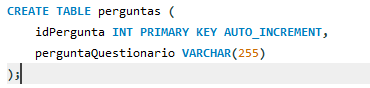 CREATE TABLE perguntas (
    idPergunta INT PRIMARY KEY AUTO_INCREMENT,
    perguntaQuestionario VARCHAR(255)
);